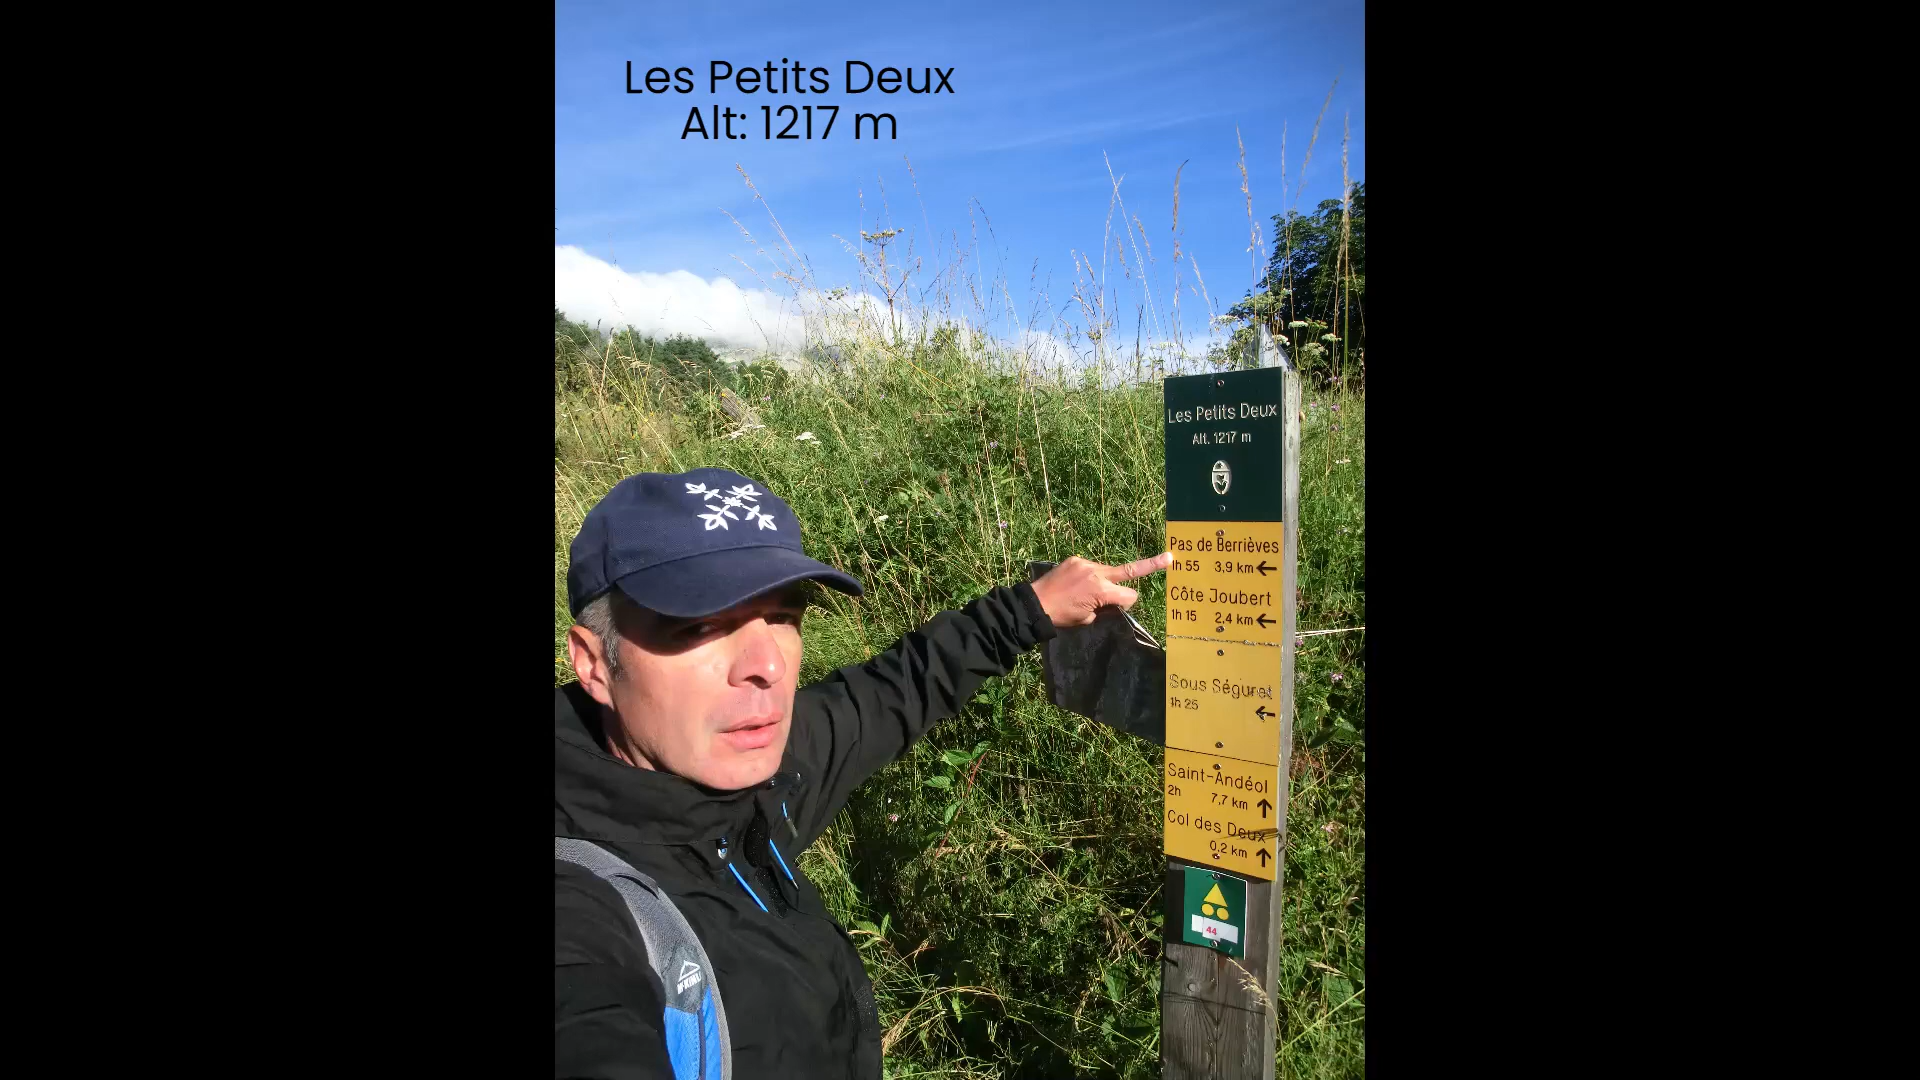 Les Petits Deux
Alt: 1217 m
Les Petits Deux
Alt. 1217 m
Pas de Berrièves
1h 55 3,9 km ←
Côte Joubert
1h 15 2,4 km ←
Sous Séguret
1h 25 ←
Saint-Andéol
2h 7,7 km ↑
Col des Deux
0,2 km ↑
44
McKINLEY